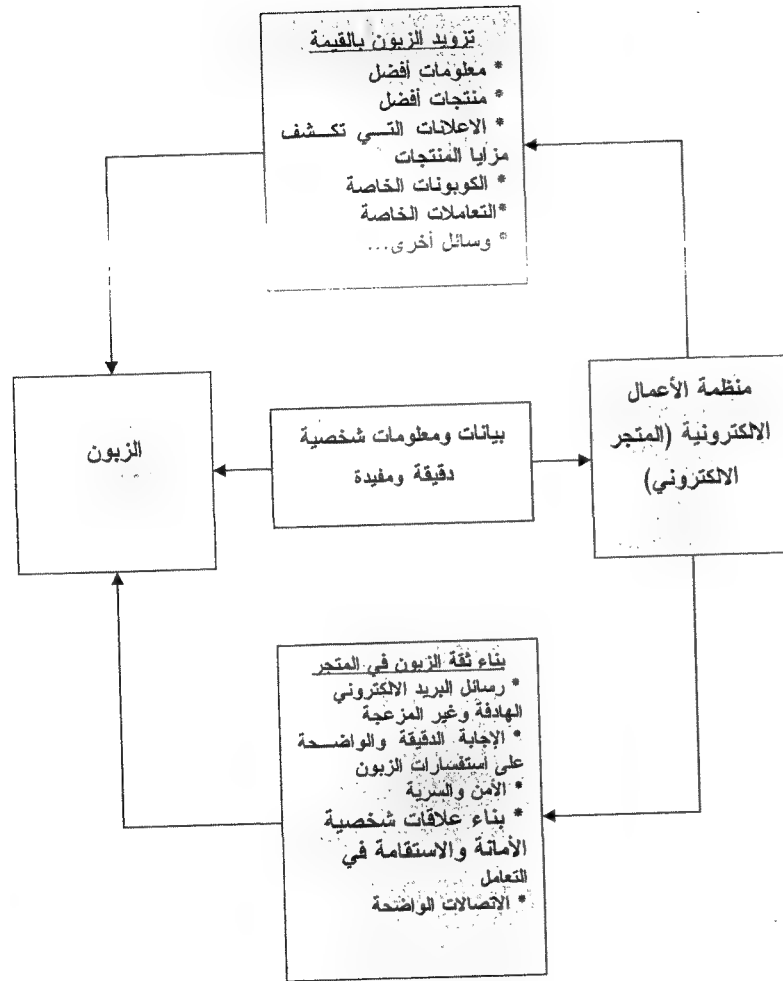 تزويد الزبون بالقيمة
* معلومات أفضل
* منتجات أفضل
* الاعلانات التي تكشف
مزايا المنتجات
* الكوبونات الخاصة
*التعاملات الخاصة
* وسائل أخرى...
منظمة الأعمال
الالكترونية (المتجر
الالكتروني)
بيانات ومعلومات شخصية
دقيقة ومفيدة
الزبون
بناء ثقة الزبون في المتجر
* رسائل البريد الالكتروني
الهادفة وغير المزعجة
* الإجابة الدقيقة والواضحة
على استفسارات الزبون
* الأمن والسرية
* بناء علاقات شخصية
الأمانة والاستقامة في
التعامل
* الاتصالات الواضحة